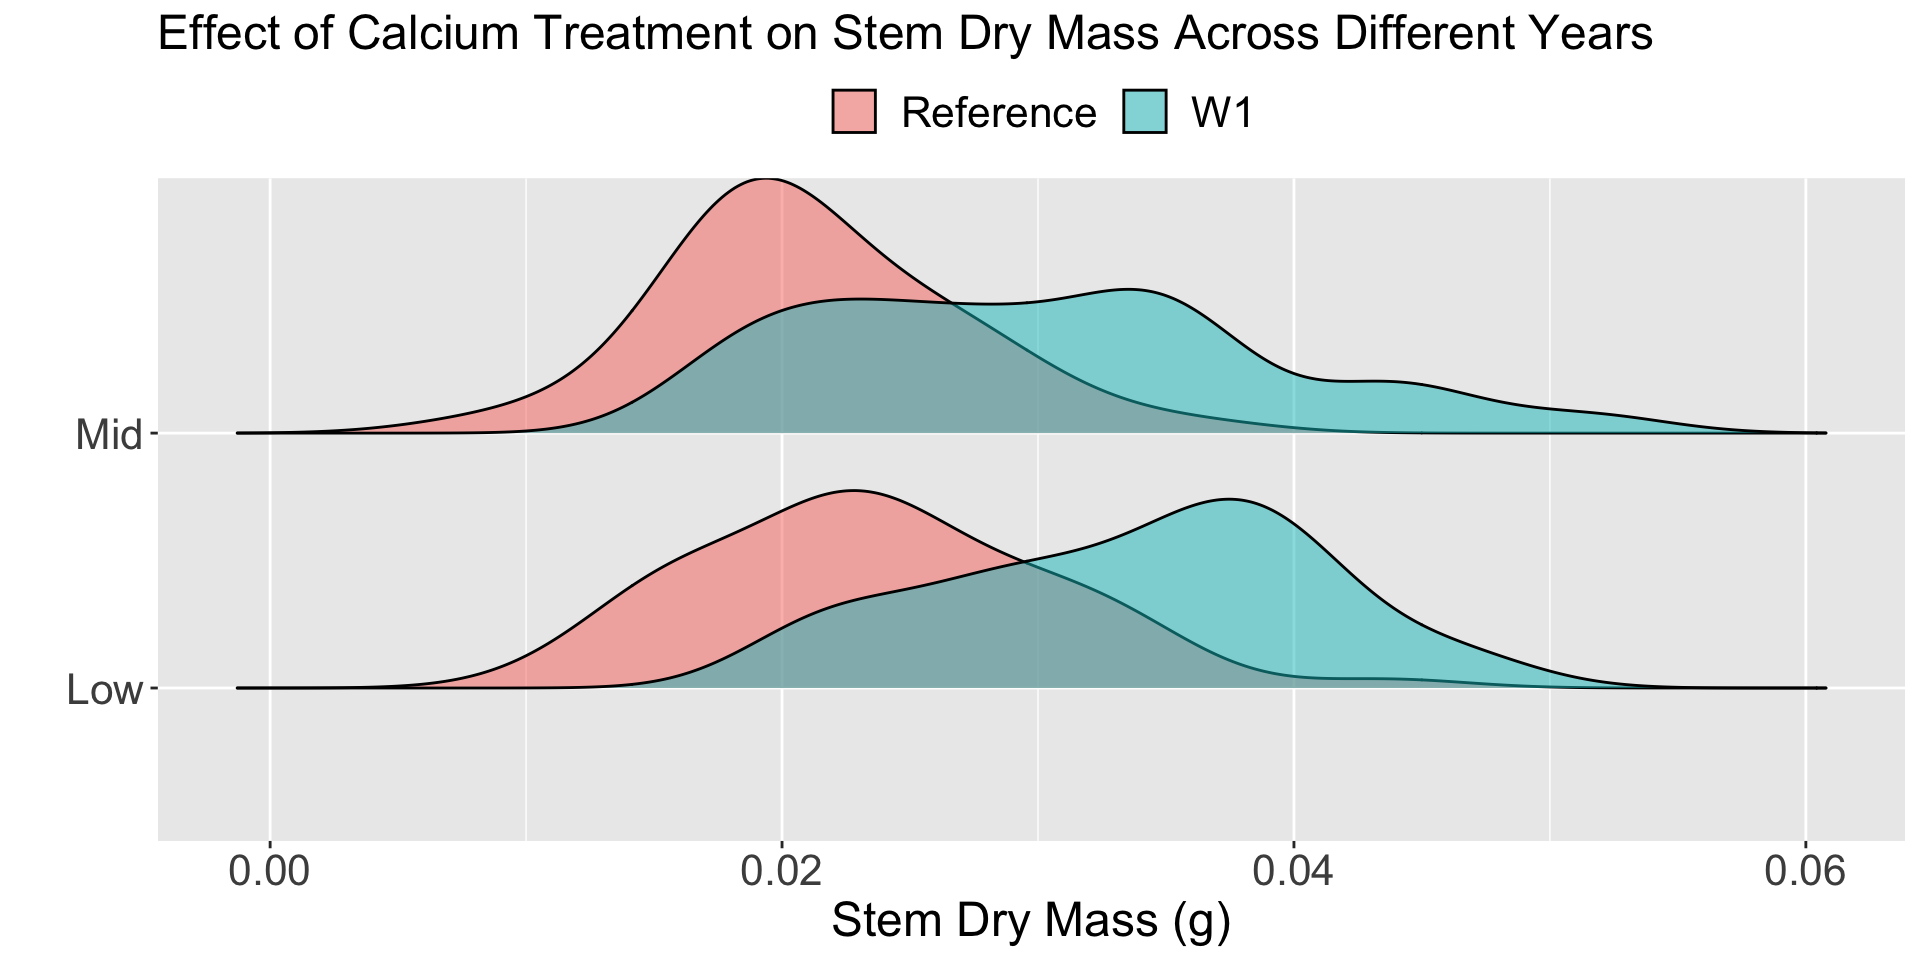 Effect of Calcium Treatment on Stem Dry Mass Across Different Years
Reference W1
Mid
Low
0.00 0.02 0.04 0.06
Stem Dry Mass (g)